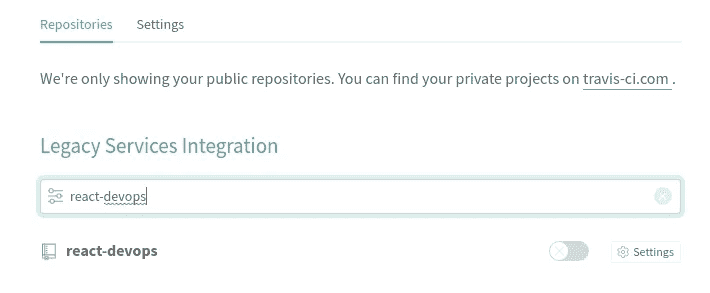 Repositories Settings
We're only showing your public repositories. You can find your private projects on travis-ci.com .
Legacy Services Integration
react-devops
react-devops Settings